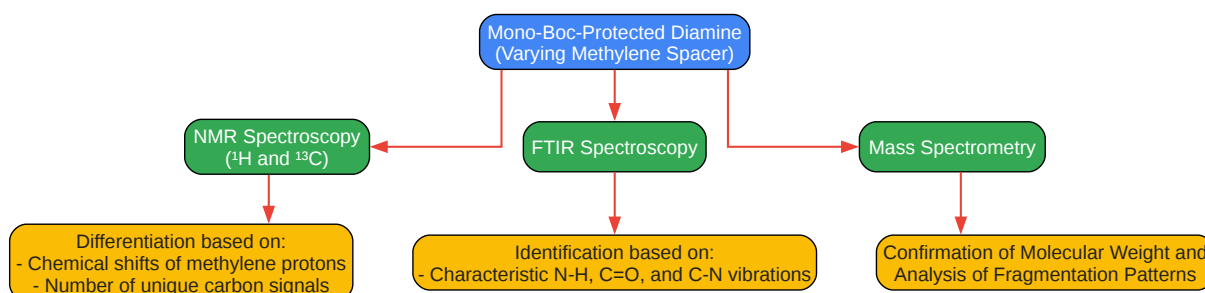 Mono-Boc-Protected Diamine
(Varying Methylene Spacer)
NMR Spectroscopy
(¹H and ¹³C)
FTIR Spectroscopy
Mass Spectrometry
Differentiation based on:
- Chemical shifts of methylene protons
- Number of unique carbon signals
Identification based on:
- Characteristic N-H, C=O, and C-N vibrations
Confirmation of Molecular Weight and
Analysis of Fragmentation Patterns